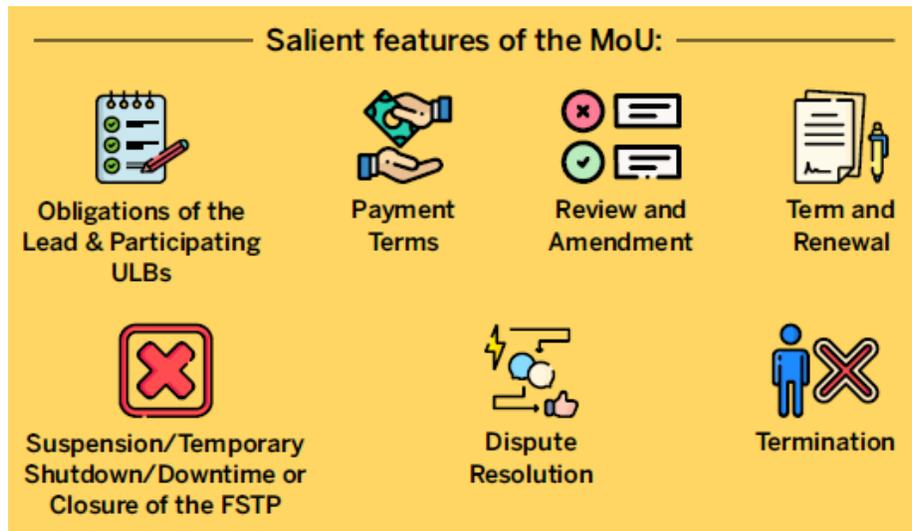 Salient features of the MoU:
Obligations of the
Lead & Participating
ULBs
Payment
Terms
Review and
Amendment
Term and
Renewal
Suspension/Temporary
Shutdown/Downtime or
Closure of the FSTP
Dispute
Resolution
Termination